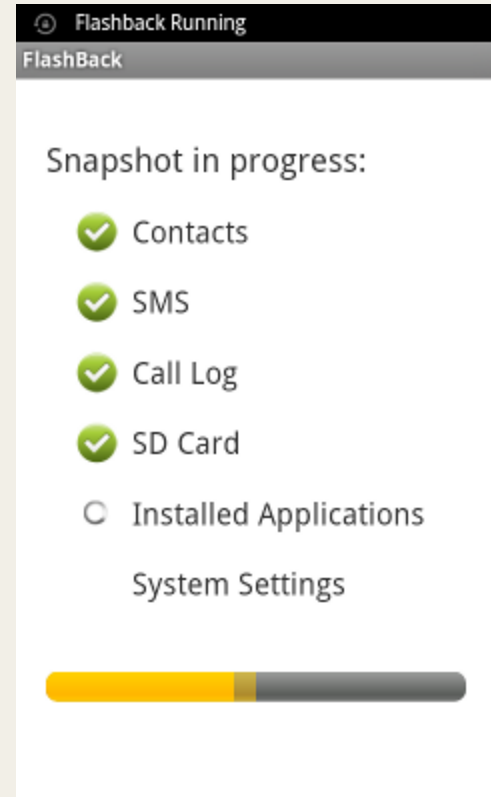 Flashback Running
FlashBack
Snapshot in progress:
Contacts
SMS
Call Log
SD Card
Installed Applications
System Settings